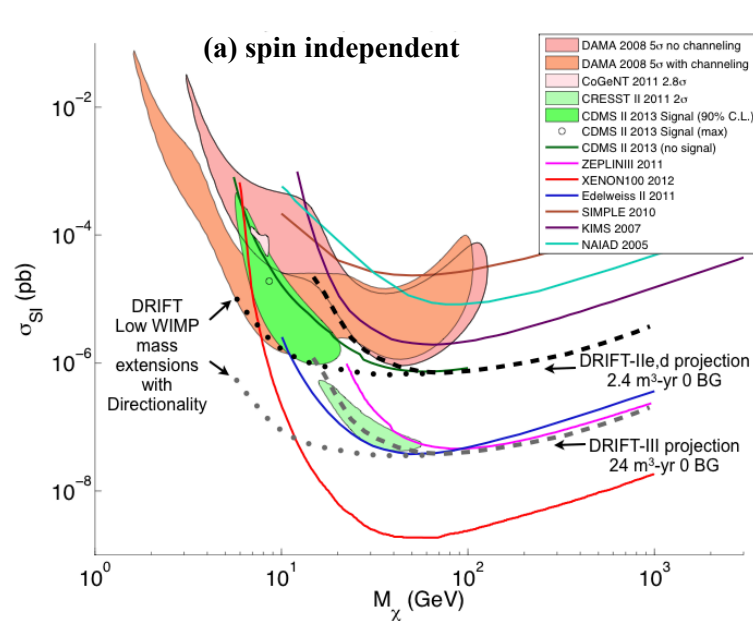 (a) spin independent
DAMA 2008 5σ no channeling
DAMA 2008 5σ with channeling
CoGeNT 2011 2.8σ
CRESST II 2011 2σ
CDMS II 2013 Signal (90% C.L.)
CDMS II 2013 Signal (max)
CDMS II 2013 (no signal)
ZEPLINIII 2011
XENON100 2012
Edelweiss II 2011
SIMPLE 2010
KIMS 2007
NAIAD 2005
10⁻²
10⁻⁴
10⁻⁶
10⁻⁸
σSI (pb)
DRIFT
Low WIMP
mass
extensions
with
Directionality
DRIFT-IIe,d projection
2.4 m³-yr 0 BG
DRIFT-III projection
24 m³-yr 0 BG
10⁰
10¹
10²
10³
Mχ (GeV)